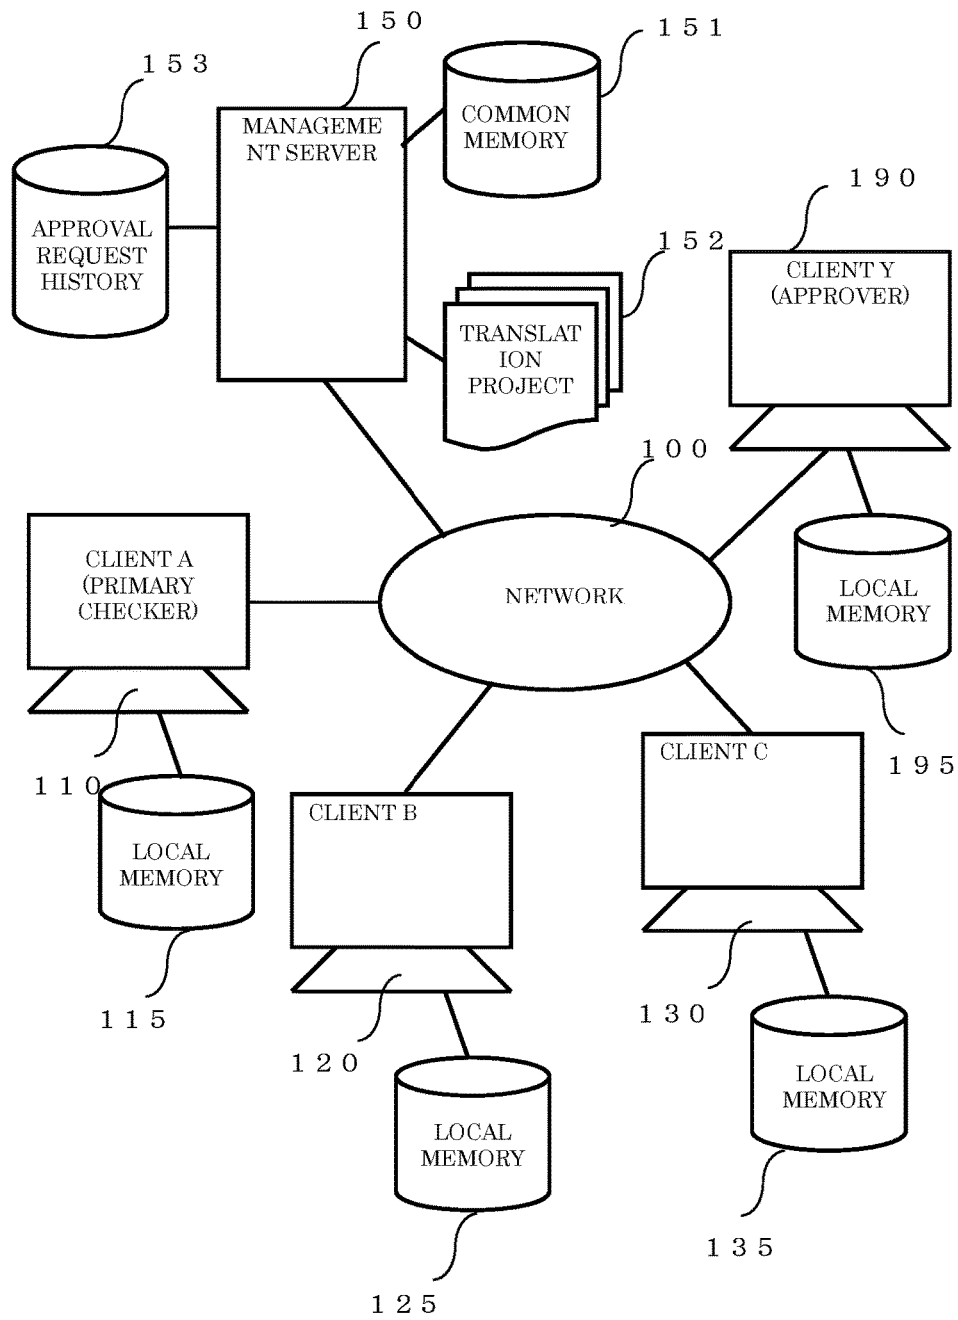 150
151
153
MANAGEME
NT SERVER
COMMON
MEMORY
190
APPROVAL
REQUEST
HISTORY
152
CLIENT Y
(APPROVER)
TRANSLAT
ION
PROJECT
100
CLIENT A
(PRIMARY
CHECKER)
NETWORK
LOCAL
MEMORY
195
110
CLIENT C
CLIENT B
LOCAL
MEMORY
115
120
130
LOCAL
MEMORY
LOCAL
MEMORY
135
125